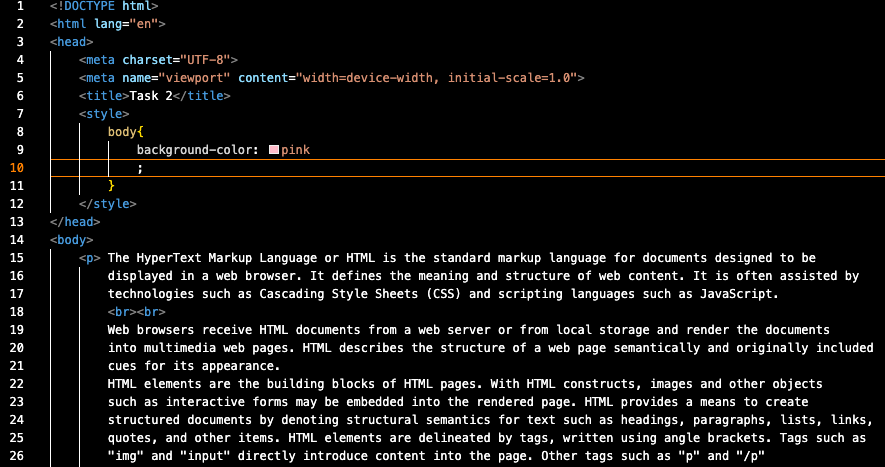 1 <!DOCTYPE html>
2 <html lang="en">
3 <head>
4 <meta charset="UTF-8">
5 <meta name="viewport" content="width=device-width, initial-scale=1.0">
6 <title>Task 2</title>
7 <style>
8 body{
9 background-color: pink
10 ;
11 }
12 </style>
13 </head>
14 <body>
15 <p> The HyperText Markup Language or HTML is the standard markup language for documents designed to be
16 displayed in a web browser. It defines the meaning and structure of web content. It is often assisted by
17 technologies such as Cascading Style Sheets (CSS) and scripting languages such as JavaScript.
18 <br><br>
19 Web browsers receive HTML documents from a web server or from local storage and render the documents
20 into multimedia web pages. HTML describes the structure of a web page semantically and originally included
21 cues for its appearance.
22 HTML elements are the building blocks of HTML pages. With HTML constructs, images and other objects
23 such as interactive forms may be embedded into the rendered page. HTML provides a means to create
24 structured documents by denoting structural semantics for text such as headings, paragraphs, lists, links,
25 quotes, and other items. HTML elements are delineated by tags, written using angle brackets. Tags such as
26 "img" and "input" directly introduce content into the page. Other tags such as "p" and "/p"